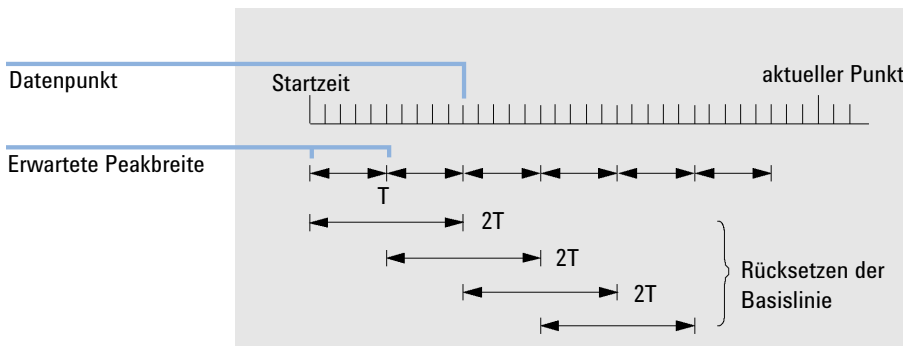 Datenpunkt
Startzeit
aktueller Punkt
Erwartete Peakbreite
T
2T
2T
2T
Rücksetzen der
Basislinie